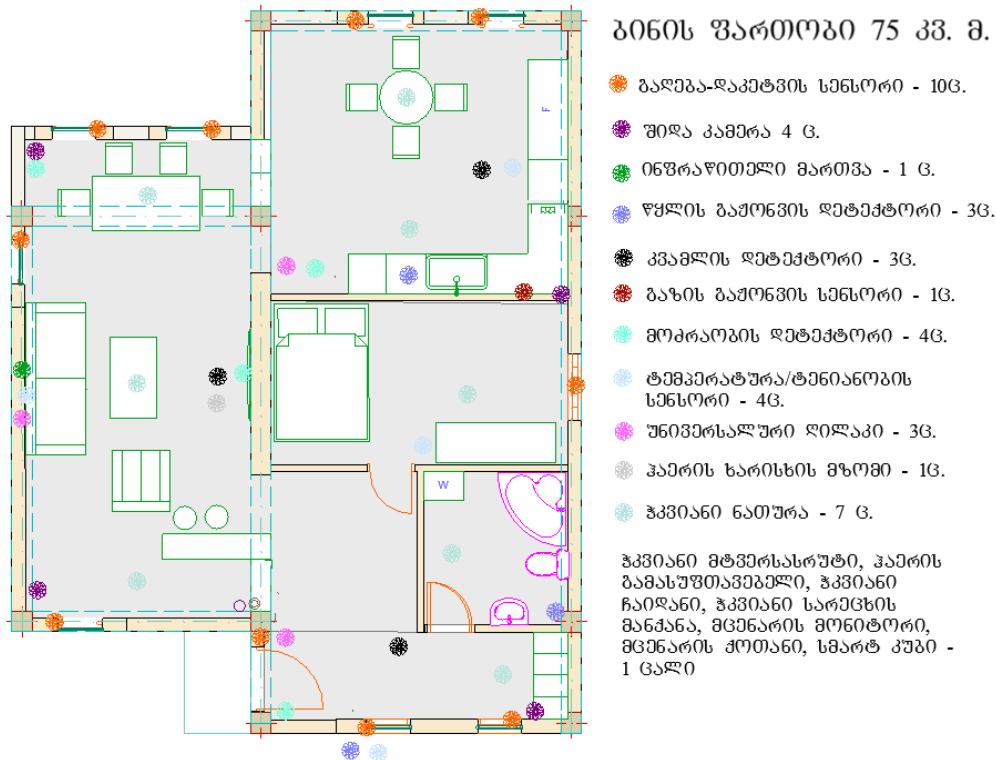 ბინის ფართობი 75 კვ. მ.
გაღება-დაკეტვის სენსორი - 10ც.
შიდა კამერა 4 ც.
ინფრაწითელი მართვა - 1 ც.
წყლის გაჟონვის დეტექტორი - 3ც.
კვამლის დეტექტორი - 3ც.
გაზის გაჟონვის სენსორი - 1ც.
მოძრაობის დეტექტორი - 4ც.
ტემპერატურა/ტენიანობის
სენსორი - 4ც.
უნივერსალური ღილაკი - 3ც.
ჰაერის ხარისხის მზომი - 1ც.
ჭკვიანი ნათურა - 7 ც.
ჭკვიანი მტვერსასრუტი, ჰაერის
გამასუფთავებელი, ჭკვიანი
ჩაიდანი, ჭკვიანი სარეცხის
მანქანა, მცენარის მონიტორი,
მცენარის ქოთანი, სმარტ კუბი -
1 ცალი
F
W